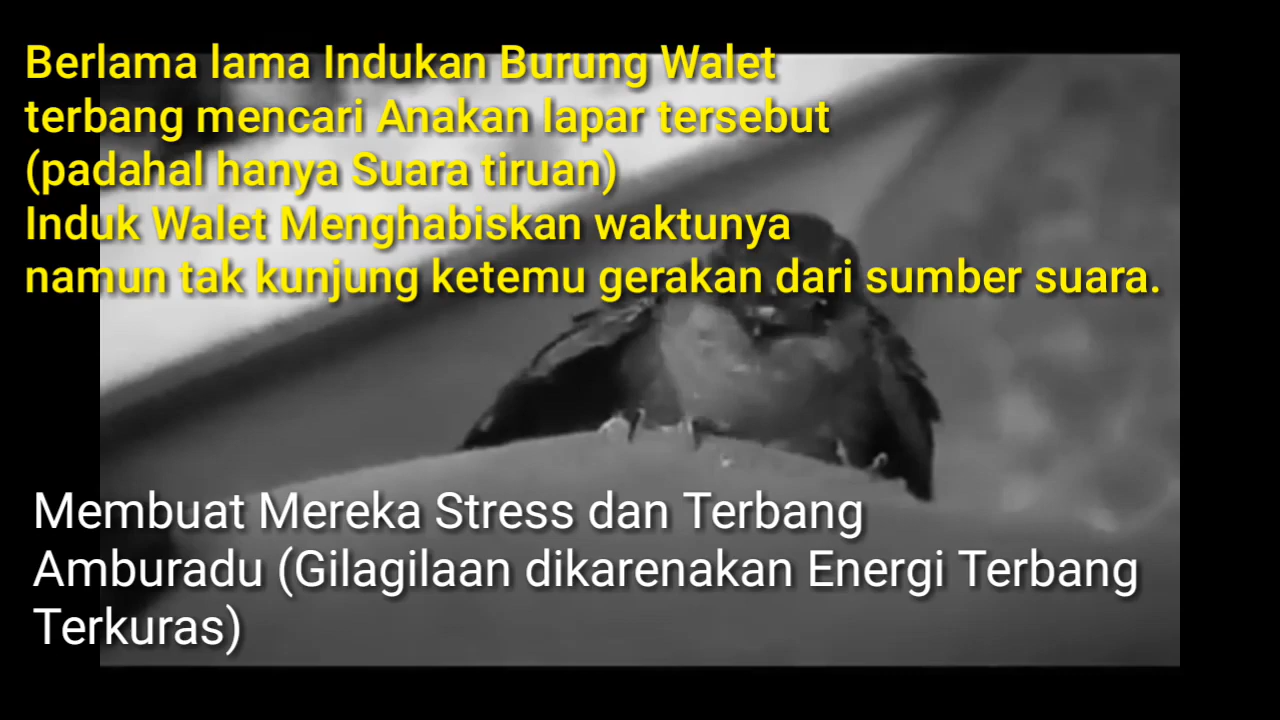 Berlama lama Indukan Burung Walet
terbang mencari Anakan lapar tersebut
(padahal hanya Suara tiruan)
Induk Walet Menghabiskan waktunya
namun tak kunjung ketemu gerakan dari sumber suara.
Membuat Mereka Stress dan Terbang
Amburadu (Gilagilaan dikarenakan Energi Terbang
Terkuras)